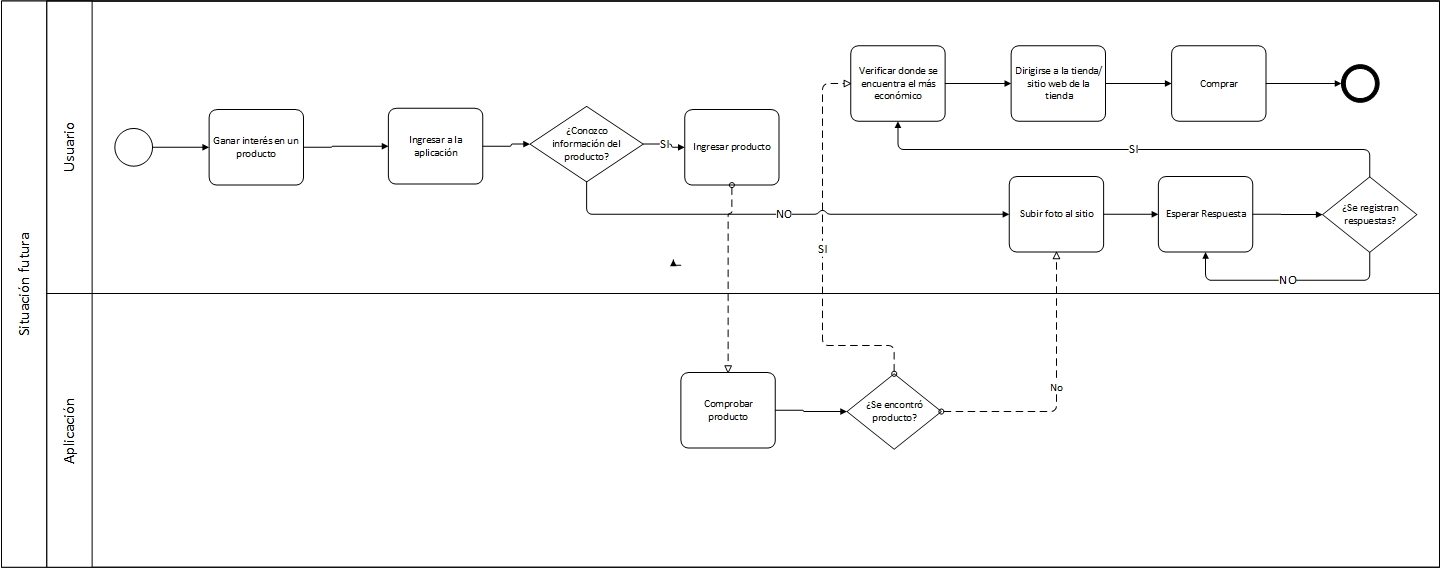 Situación futura
Usuario
Ganar interés en un
producto
Ingresar a la
aplicación
¿Conozco
información del
producto?
SI
Ingresar producto
NO
Verificar donde se
encuentra el más
económico
Dirigirse a la tienda/
sitio web de la
tienda
Comprar
SI
Subir foto al sitio
Esperar Respuesta
¿Se registran
respuestas?
NO
SI
Aplicación
Comprobar
producto
¿Se encontró
producto?
No